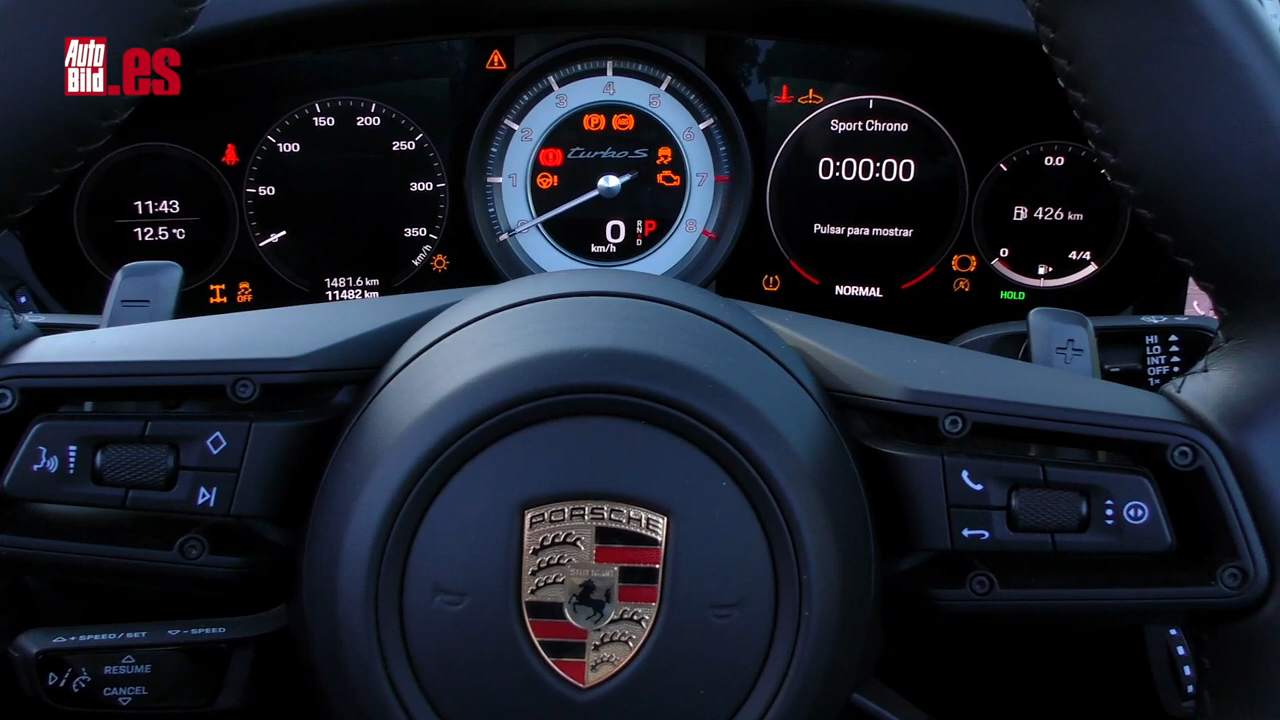 Auto
Bild
.es
11:43
12.5 °C
50
100
150
200
250
300
350
km/h
1481.6 km
11482 km
OFF
1
2
3
4
5
6
7
8
P
ABS
turbo S
0
km/h
R
N
D
P
Sport Chrono
0:00:00
Pulsar para mostrar
NORMAL
0.0
426 km
0
4/4
HOLD
HI
LO
INT
OFF
1x
PORSCHE
+ SPEED / SET
- SPEED
RESUME
CANCEL